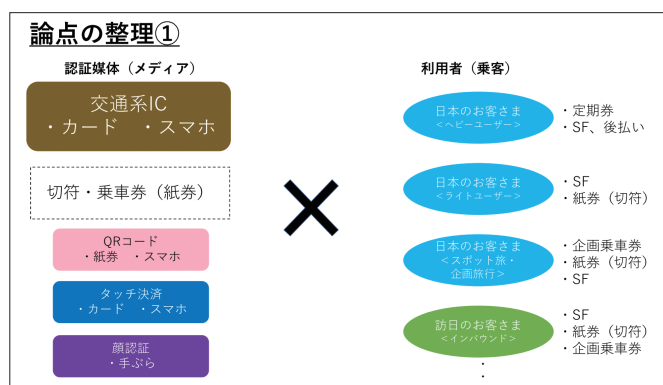 論点の整理①
認証媒体（メディア）
交通系IC
・カード　・スマホ
切符・乗車券（紙券）
QRコード
・紙券　・スマホ
タッチ決済
・カード　・スマホ
顔認証
・手ぶら
×
利用者（乗客）
日本のお客さま
＜ヘビーユーザー＞
・定期券
・SF、後払い
日本のお客さま
＜ライトユーザー＞
・SF
・紙券（切符）
日本のお客さま
＜スポット旅・
企画旅行＞
・企画乗車券
・紙券（切符）
・SF
訪日のお客さま
＜インバウンド＞
・SF
・紙券（切符）
・企画乗車券
・
・